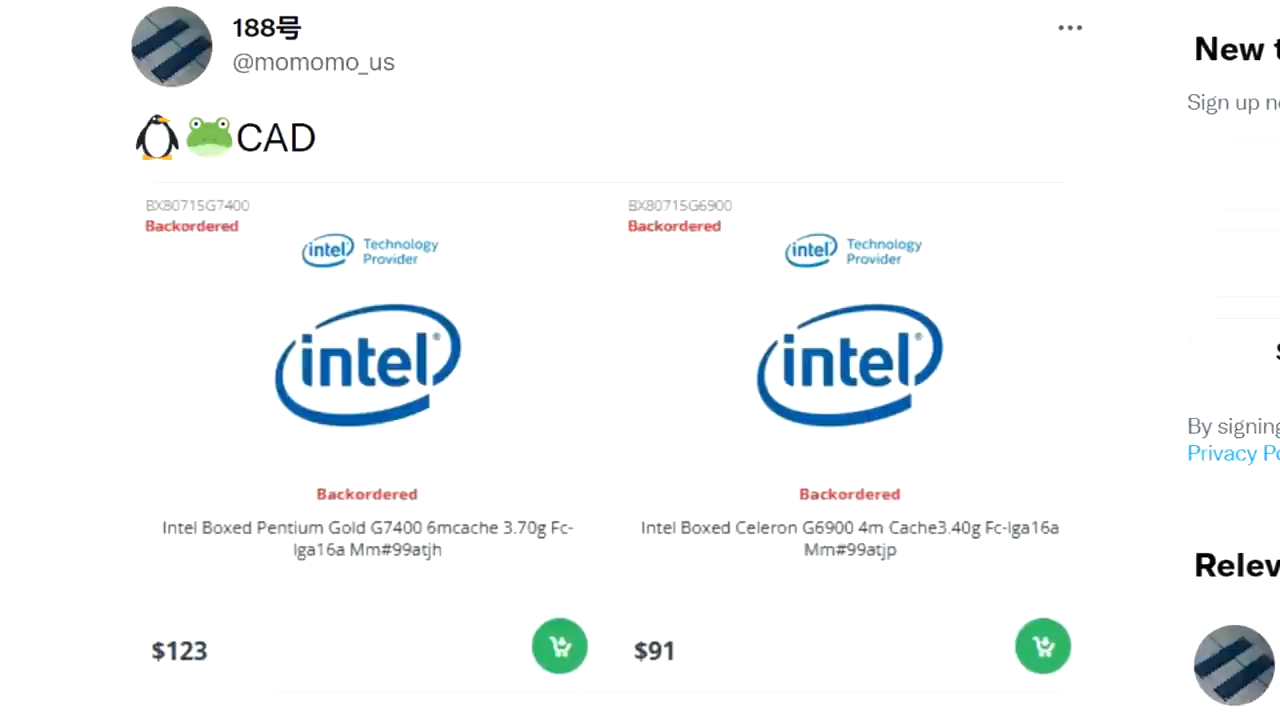 188号
@momomo_us
🐧🐸CAD
BX80715G7400
Backordered
intel Technology
Provider
intel
Backordered
Intel Boxed Pentium Gold G7400 6mcache 3.70g Fc-
lga16a Mm#99atjh
$123
BX80715G6900
Backordered
intel Technology
Provider
intel
Backordered
Intel Boxed Celeron G6900 4m Cache3.40g Fc-lga16a
Mm#99atjp
$91
New t
Sign up n
By signing
Privacy Po
Relev